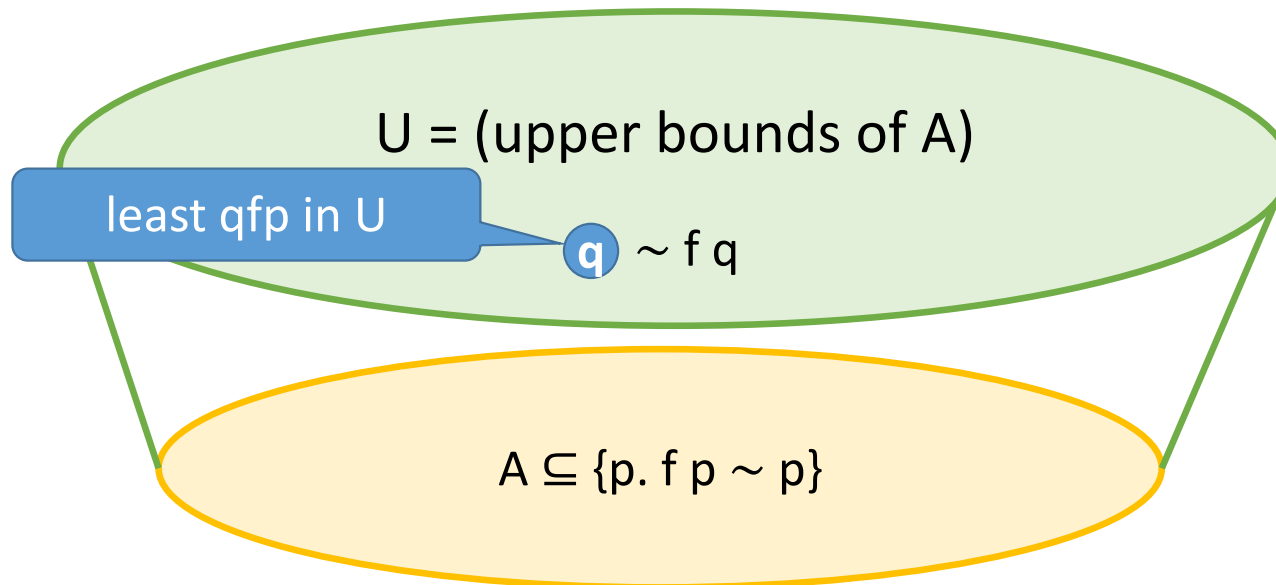 U = (upper bounds of A)
least qfp in U
q ~ f q
A ⊆ {p. f p ~ p}